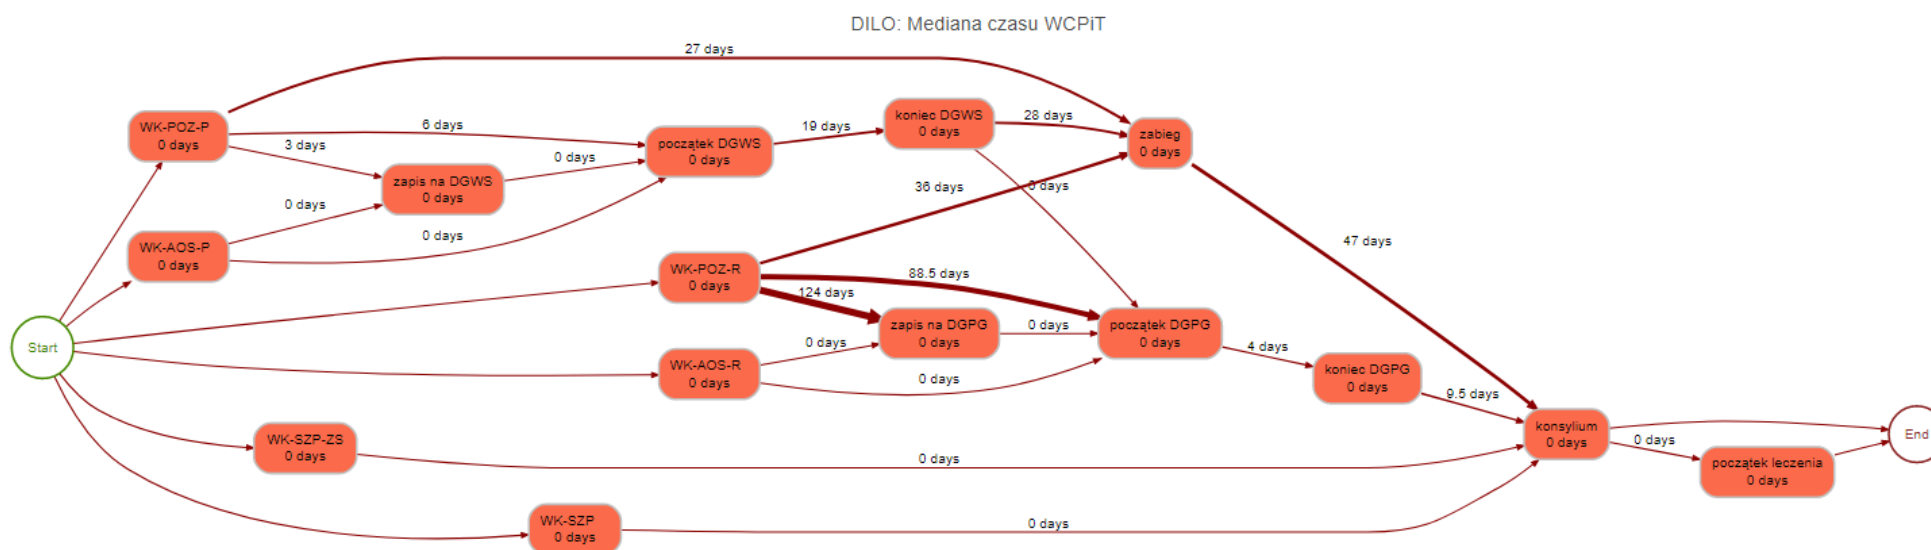 DILO: Mediana czasu WCPiT
27 days
WK-POZ-P
0 days
6 days
3 days
początek DGWS
0 days
19 days
koniec DGWS
0 days
28 days
zabieg
0 days
zapis na DGWS
0 days
0 days
0 days
WK-AOS-P
0 days
0 days
36 days
0 days
47 days
WK-POZ-R
0 days
88.5 days
124 days
Start
zapis na DGPG
0 days
0 days
początek DGPG
0 days
4 days
WK-AOS-R
0 days
0 days
0 days
koniec DGPG
0 days
9.5 days
konsylium
0 days
0 days
End
początek leczenia
0 days
WK-SZP-ZS
0 days
0 days
WK-SZP
0 days
0 days